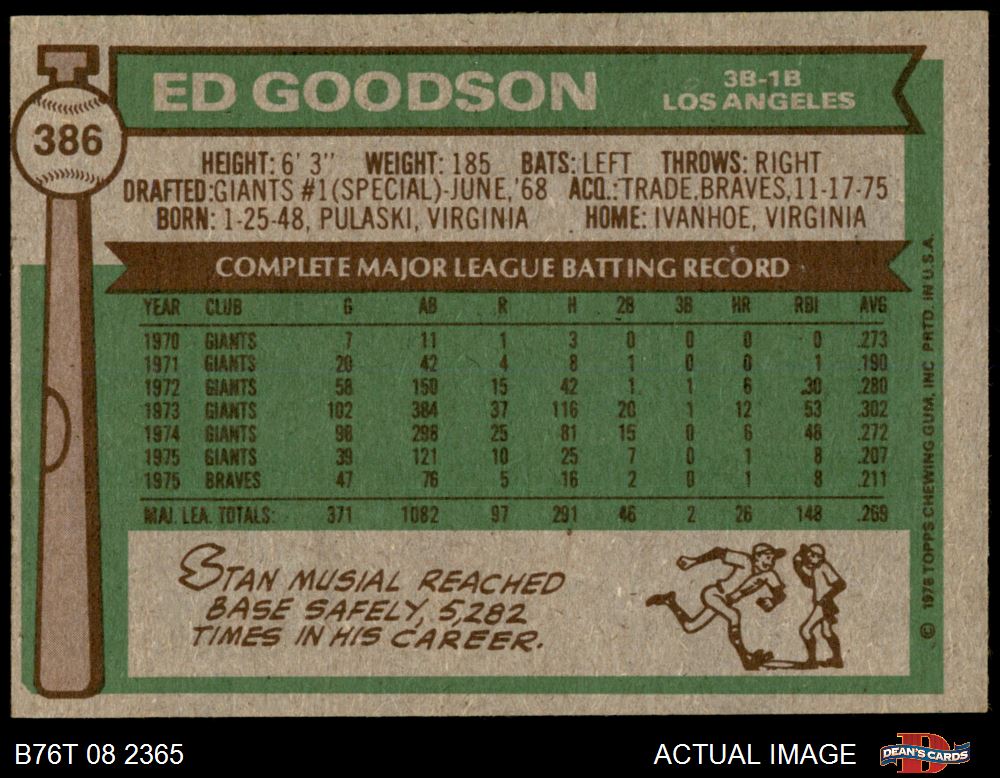 ED GOODSON
3B-1B
LOS ANGELES
386
HEIGHT: 6' 3" WEIGHT: 185 BATS: LEFT THROWS: RIGHT
DRAFTED:GIANTS #1(SPECIAL)-JUNE,'68 ACQ.:TRADE,BRAVES,11-17-75
BORN: 1-25-48, PULASKI, VIRGINIA HOME: IVANHOE, VIRGINIA
COMPLETE MAJOR LEAGUE BATTING RECORD
YEAR CLUB G AB R H 2B 3B HR RBI AVG
1970 GIANTS 7 11 1 3 0 0 0 0 .273
1971 GIANTS 20 42 4 8 1 0 0 1 .190
1972 GIANTS 58 150 15 42 1 1 6 30 .280
1973 GIANTS 102 384 37 116 20 1 12 53 .302
1974 GIANTS 98 298 25 81 15 0 6 48 .272
1975 GIANTS 39 121 10 25 7 0 1 8 .207
1975 BRAVES 47 76 5 16 2 0 1 8 .211
MAJ. LEA. TOTALS: 371 1082 97 291 46 2 26 148 .269
STAN MUSIAL REACHED
BASE SAFELY, 5,282
TIMES IN HIS CAREER.
© 1976 TOPPS CHEWING GUM, INC PRTD. IN U.S.A.
B76T 08 2365
ACTUAL IMAGE
DEAN'S CARDS